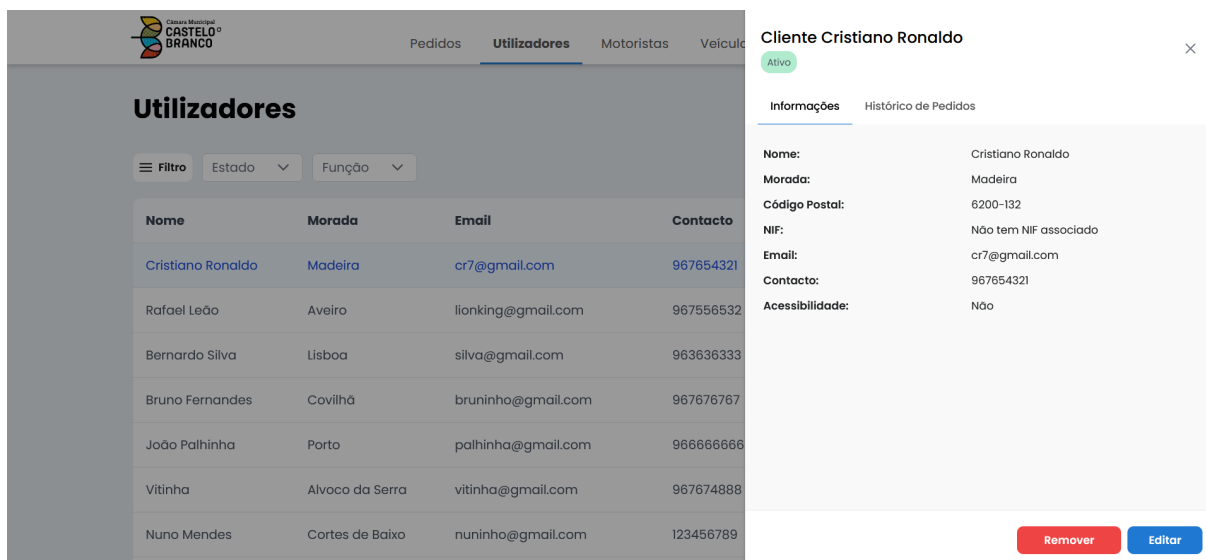 Câmara Municipal
CASTELO
BRANCO
Pedidos Utilizadores Motoristas
Utilizadores
Filtro Estado Função
Nome Morada Email Contacto
Cristiano Ronaldo Madeira cr7@gmail.com 967654321
Rafael Leão Aveiro lionking@gmail.com 967556532
Bernardo Silva Lisboa silva@gmail.com 963636333
Bruno Fernandes Covilhã bruninho@gmail.com 967676767
João Palhinha Porto palhinha@gmail.com 966666666
Vitinha Alvoco da Serra vitinha@gmail.com 967674888
Nuno Mendes Cortes de Baixo nuninho@gmail.com 123456789
Cliente Cristiano Ronaldo
Ativo
Informações Histórico de Pedidos
Nome: Cristiano Ronaldo
Morada: Madeira
Código Postal: 6200-132
NIF: Não tem NIF associado
Email: cr7@gmail.com
Contacto: 967654321
Acessibilidade: Não
Remover Editar